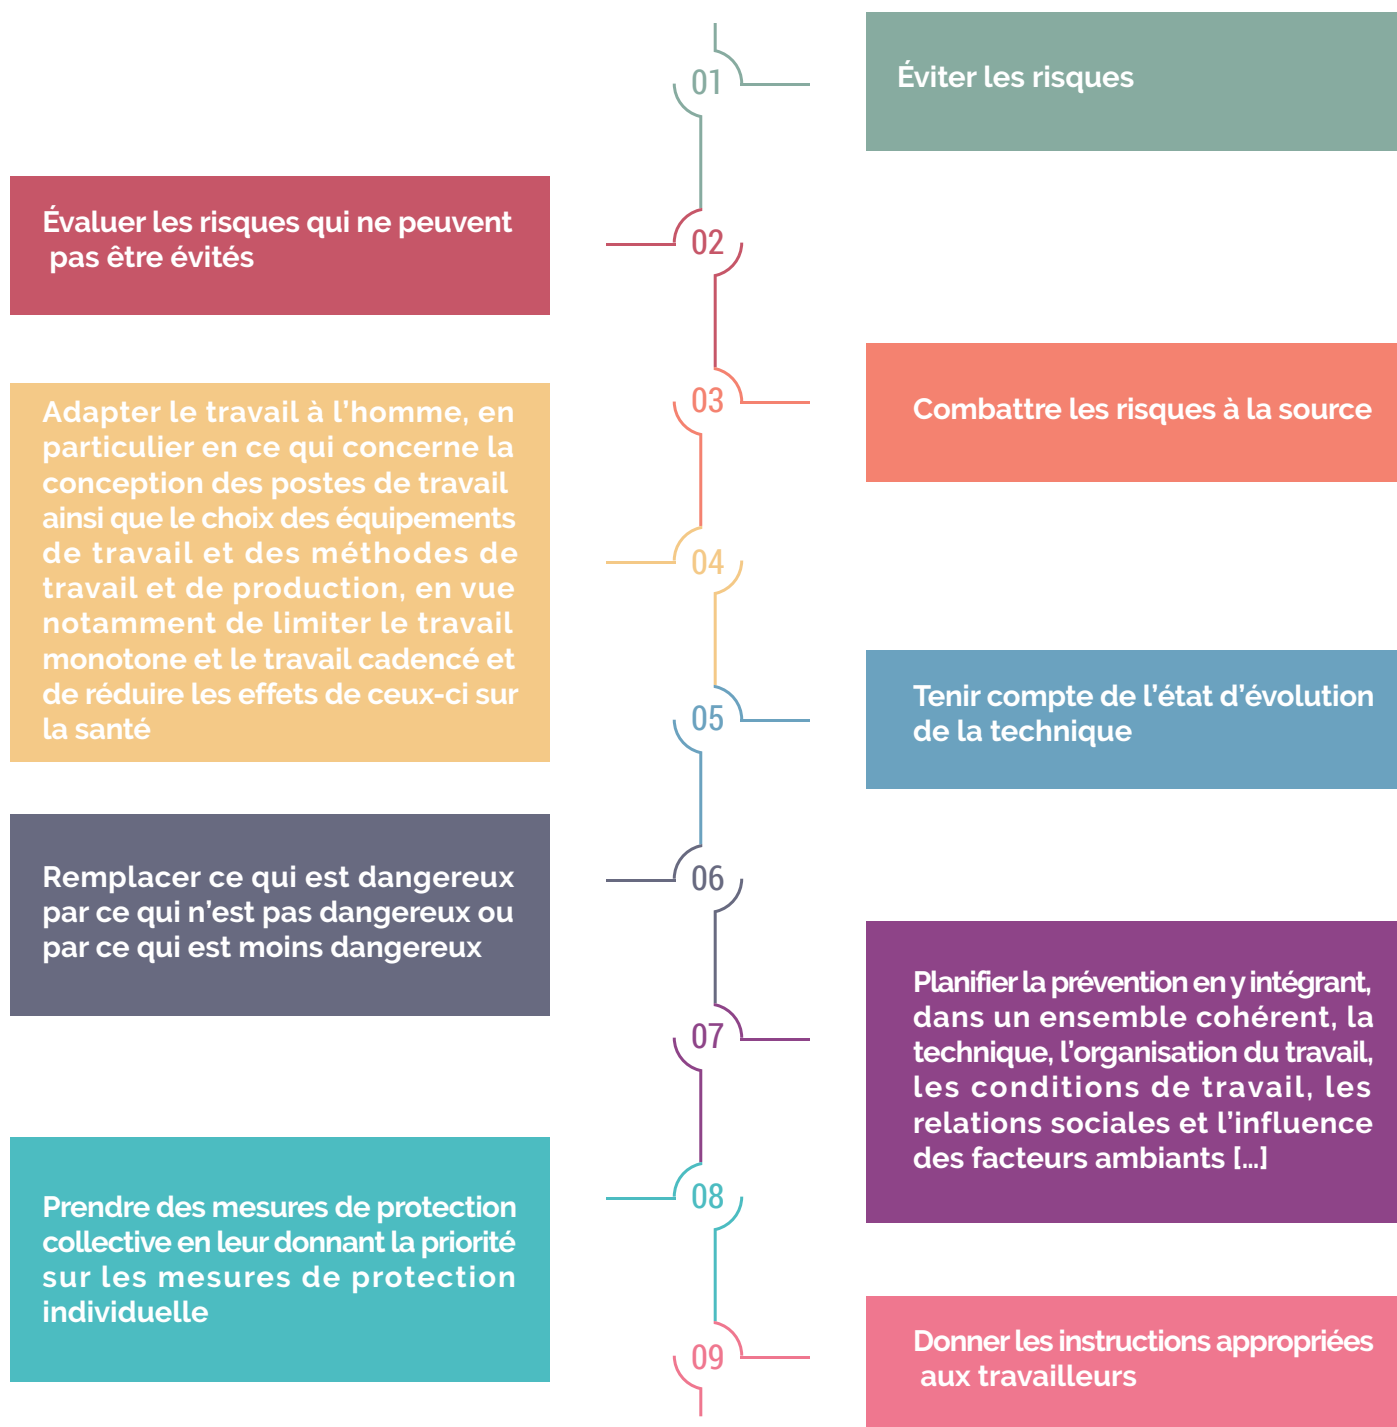 01
Éviter les risques
02
Évaluer les risques qui ne peuvent
pas être évités
03
Combattre les risques à la source
04
Adapter le travail à l’homme, en
particulier en ce qui concerne la
conception des postes de travail
ainsi que le choix des équipements
de travail et des méthodes de
travail et de production, en vue
notamment de limiter le travail
monotone et le travail cadencé et
de réduire les effets de ceux-ci sur
la santé
05
Tenir compte de l’état d’évolution
de la technique
06
Remplacer ce qui est dangereux
par ce qui n’est pas dangereux ou
par ce qui est moins dangereux
07
Planifier la prévention en y intégrant,
dans un ensemble cohérent, la
technique, l’organisation du travail,
les conditions de travail, les
relations sociales et l’influence
des facteurs ambiants [...]
08
Prendre des mesures de protection
collective en leur donnant la priorité
sur les mesures de protection
individuelle
09
Donner les instructions appropriées
aux travailleurs